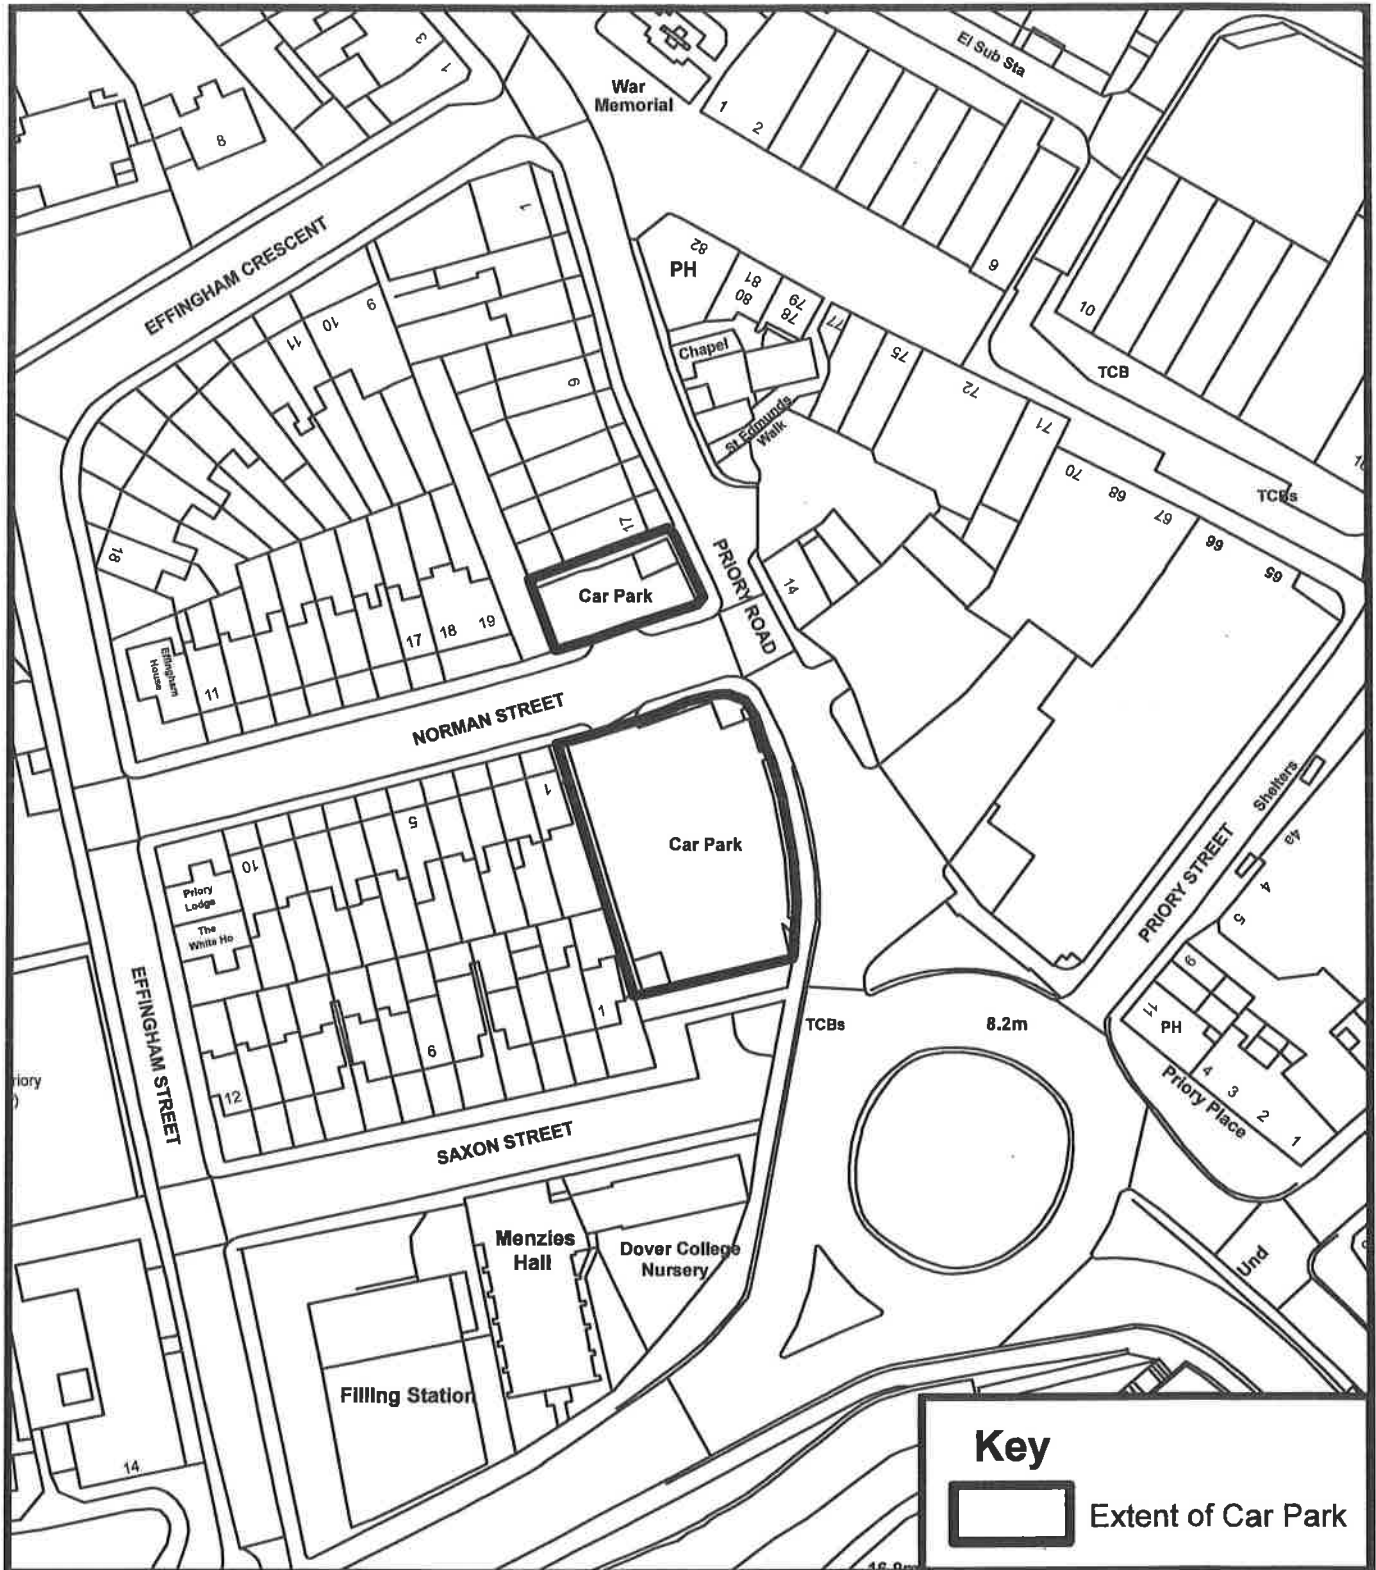 3
1
8
War
Memorial
1
2
El Sub Sta
EFFINGHAM CRESCENT
1
82
PH
81
80
79
78
77
9
10
9
10
11
Chapel
75
72
TCB
6
St Edmunds
Walk
71
70
68
67
66
65
TCBs
17
18
PRIORY ROAD
14
Car Park
17
18
19
Effingham
House
11
NORMAN STREET
Shelters
1
5
10
Car Park
4a
4
5
PRIORY STREET
Priory
Lodge
The
White Ho
EFFINGHAM STREET
9
11
PH
1
6
12
TCBs
8.2m
4
3
2
1
Priory Place
SAXON STREET
Menzies
Hall
Dover College
Nursery
Und
Filling Station
14
Key
Extent of Car Park